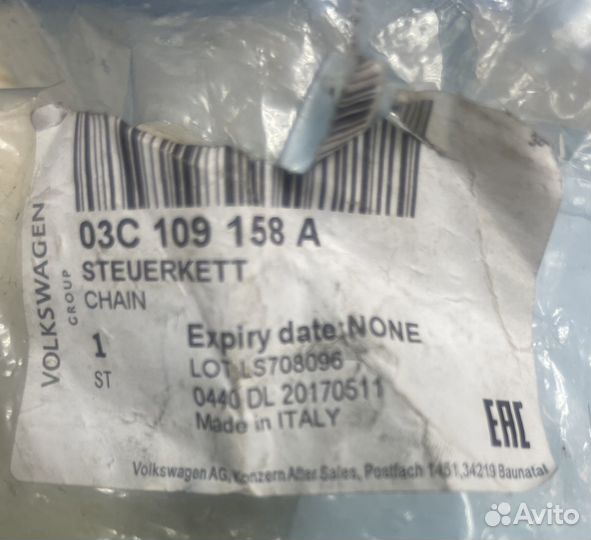 VOLKSWAGEN
GROUP
03C 109 158 A
STEUERKETT
CHAIN
1
ST
Expiry date: NONE
LOT LS708096
0440 DL 20170511
Made in ITALY
EAC
Volkswagen AG, Konzern After Sales, Postfach 1451, 34219 Baunatal
Avito